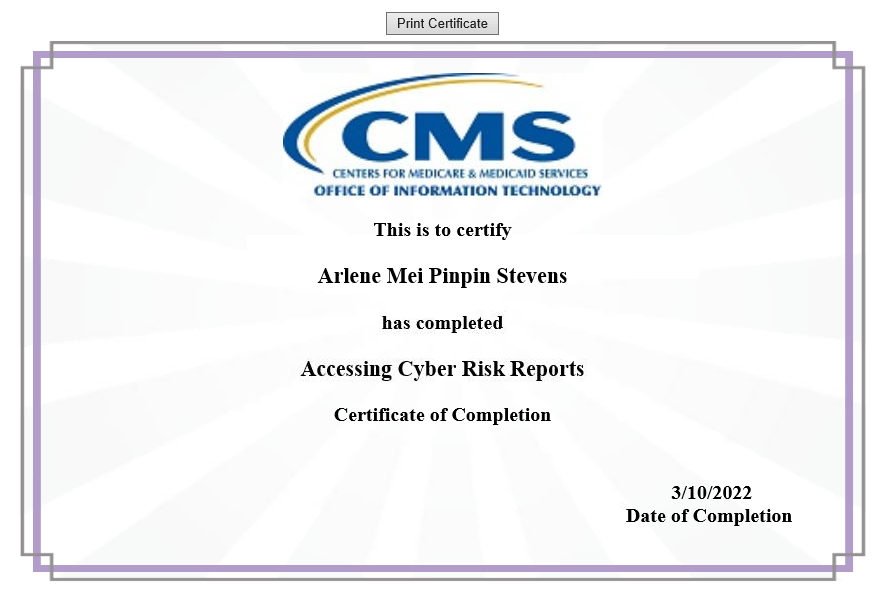 Print Certificate
CMS
CENTERS FOR MEDICARE & MEDICAID SERVICES
OFFICE OF INFORMATION TECHNOLOGY
This is to certify
Arlene Mei Pinpin Stevens
has completed
Accessing Cyber Risk Reports
Certificate of Completion
3/10/2022
Date of Completion